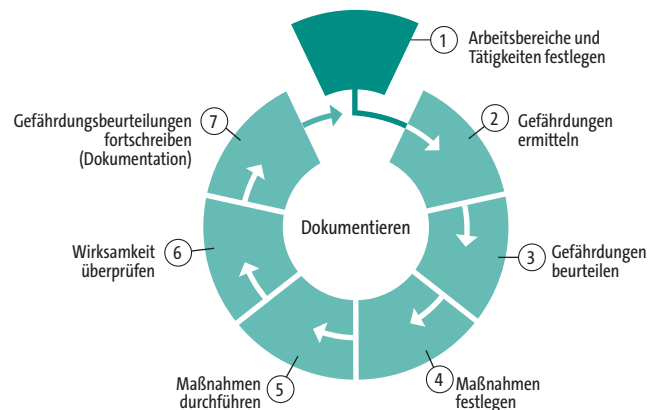 1
Arbeitsbereiche und
Tätigkeiten festlegen
2
Gefährdungen
ermitteln
3
Gefährdungen
beurteilen
4
Maßnahmen
festlegen
5
Maßnahmen
durchführen
6
Wirksamkeit
überprüfen
7
Gefährdungsbeurteilungen
fortschreiben
(Dokumentation)
Dokumentieren